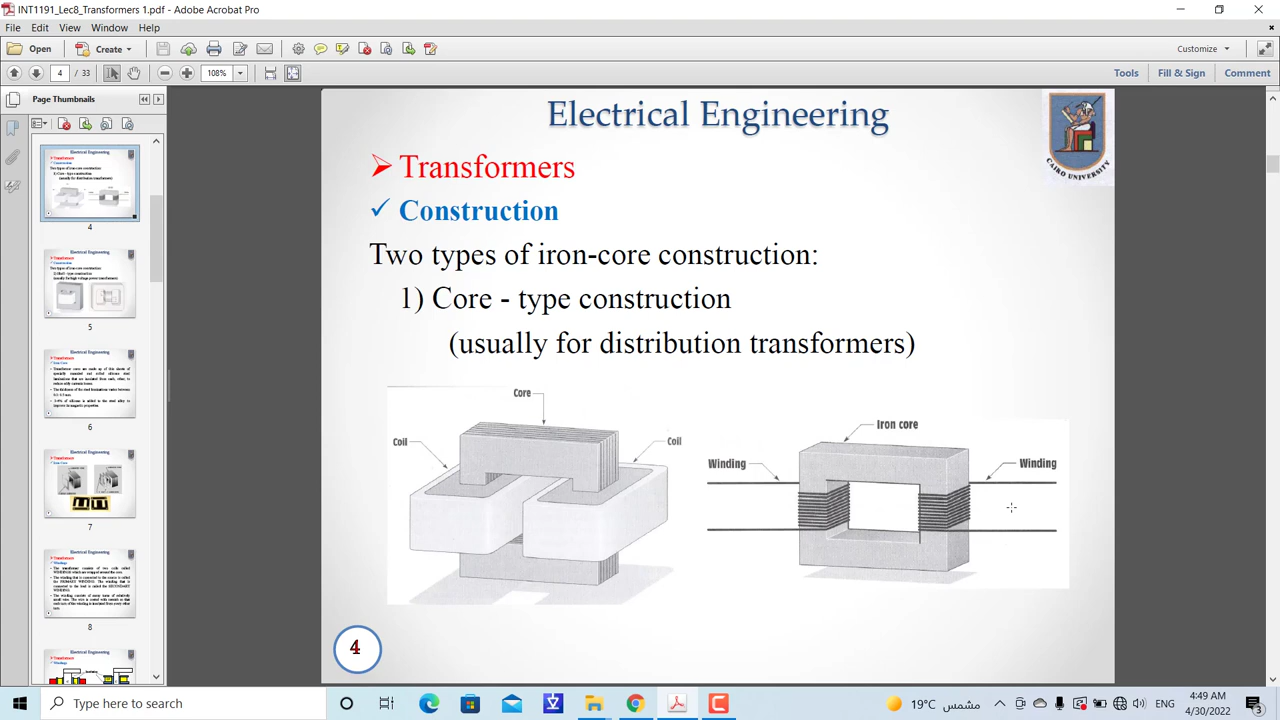 INT1191_Lec8_Transformers 1.pdf - Adobe Acrobat Pro
File Edit View Window Help
Open Create Customize
4 / 33 108% Tools Fill & Sign Comment
Page Thumbnails
4
5
6
7
8
Electrical Engineering
CAIRO UNIVERSITY
Transformers
Construction
Two types of iron-core construction:
1) Core - type construction
(usually for distribution transformers)
Core
Coil
Coil
Iron core
Winding
Winding
4
Type here to search
19°C مشمس
ENG
4:49 AM
4/30/2022
3